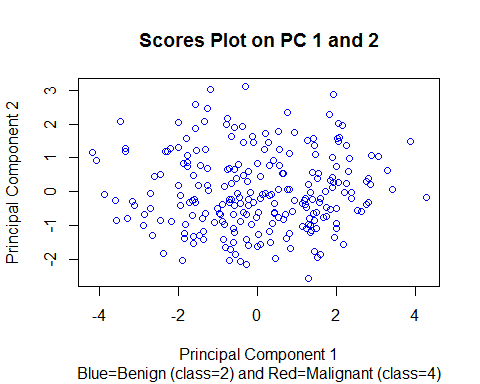 Scores Plot on PC 1 and 2
Principal Component 2
3
2
1
0
-1
-2
-4
-2
0
2
4
Principal Component 1
Blue=Benign (class=2) and Red=Malignant (class=4)